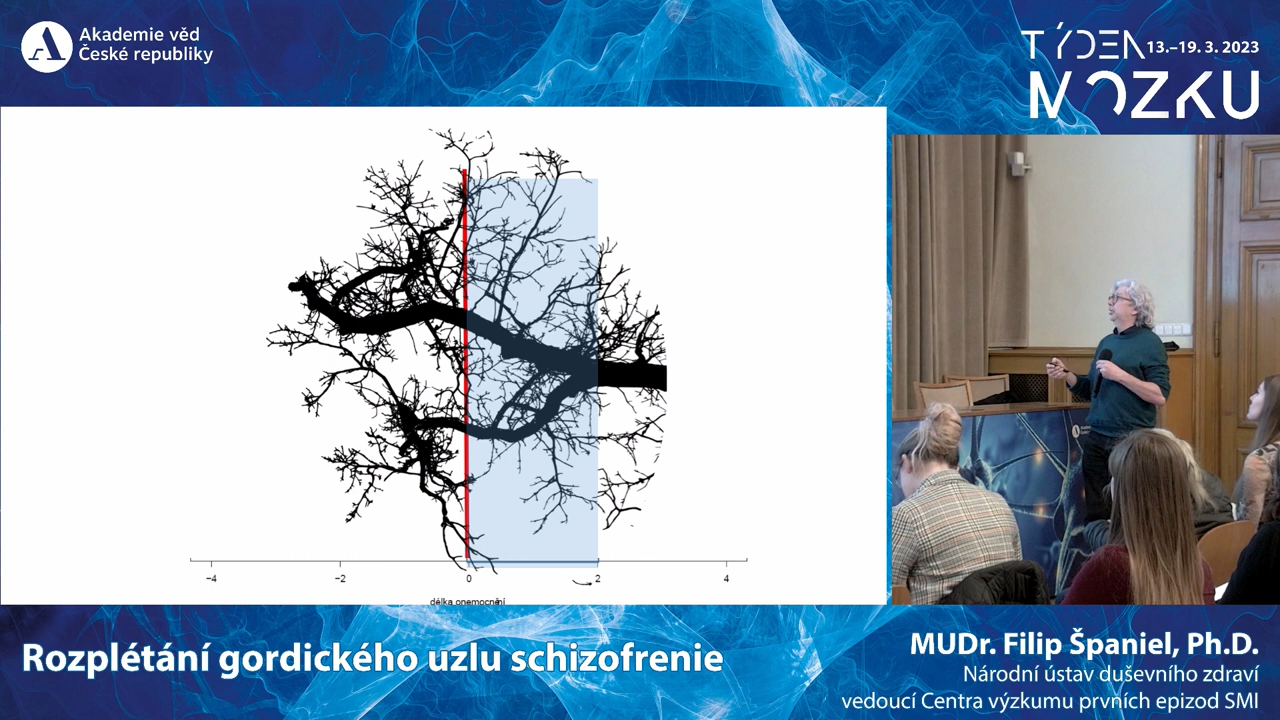 Akademie věd
České republiky
TÝDEN 13.–19. 3. 2023
MOZKU
−4
−2
0
2
4
délka onemocnění
Rozplétání gordického uzlu schizofrenie
MUDr. Filip Španiel, Ph.D.
Národní ústav duševního zdraví
vedoucí Centra výzkumu prvních epizod SMI